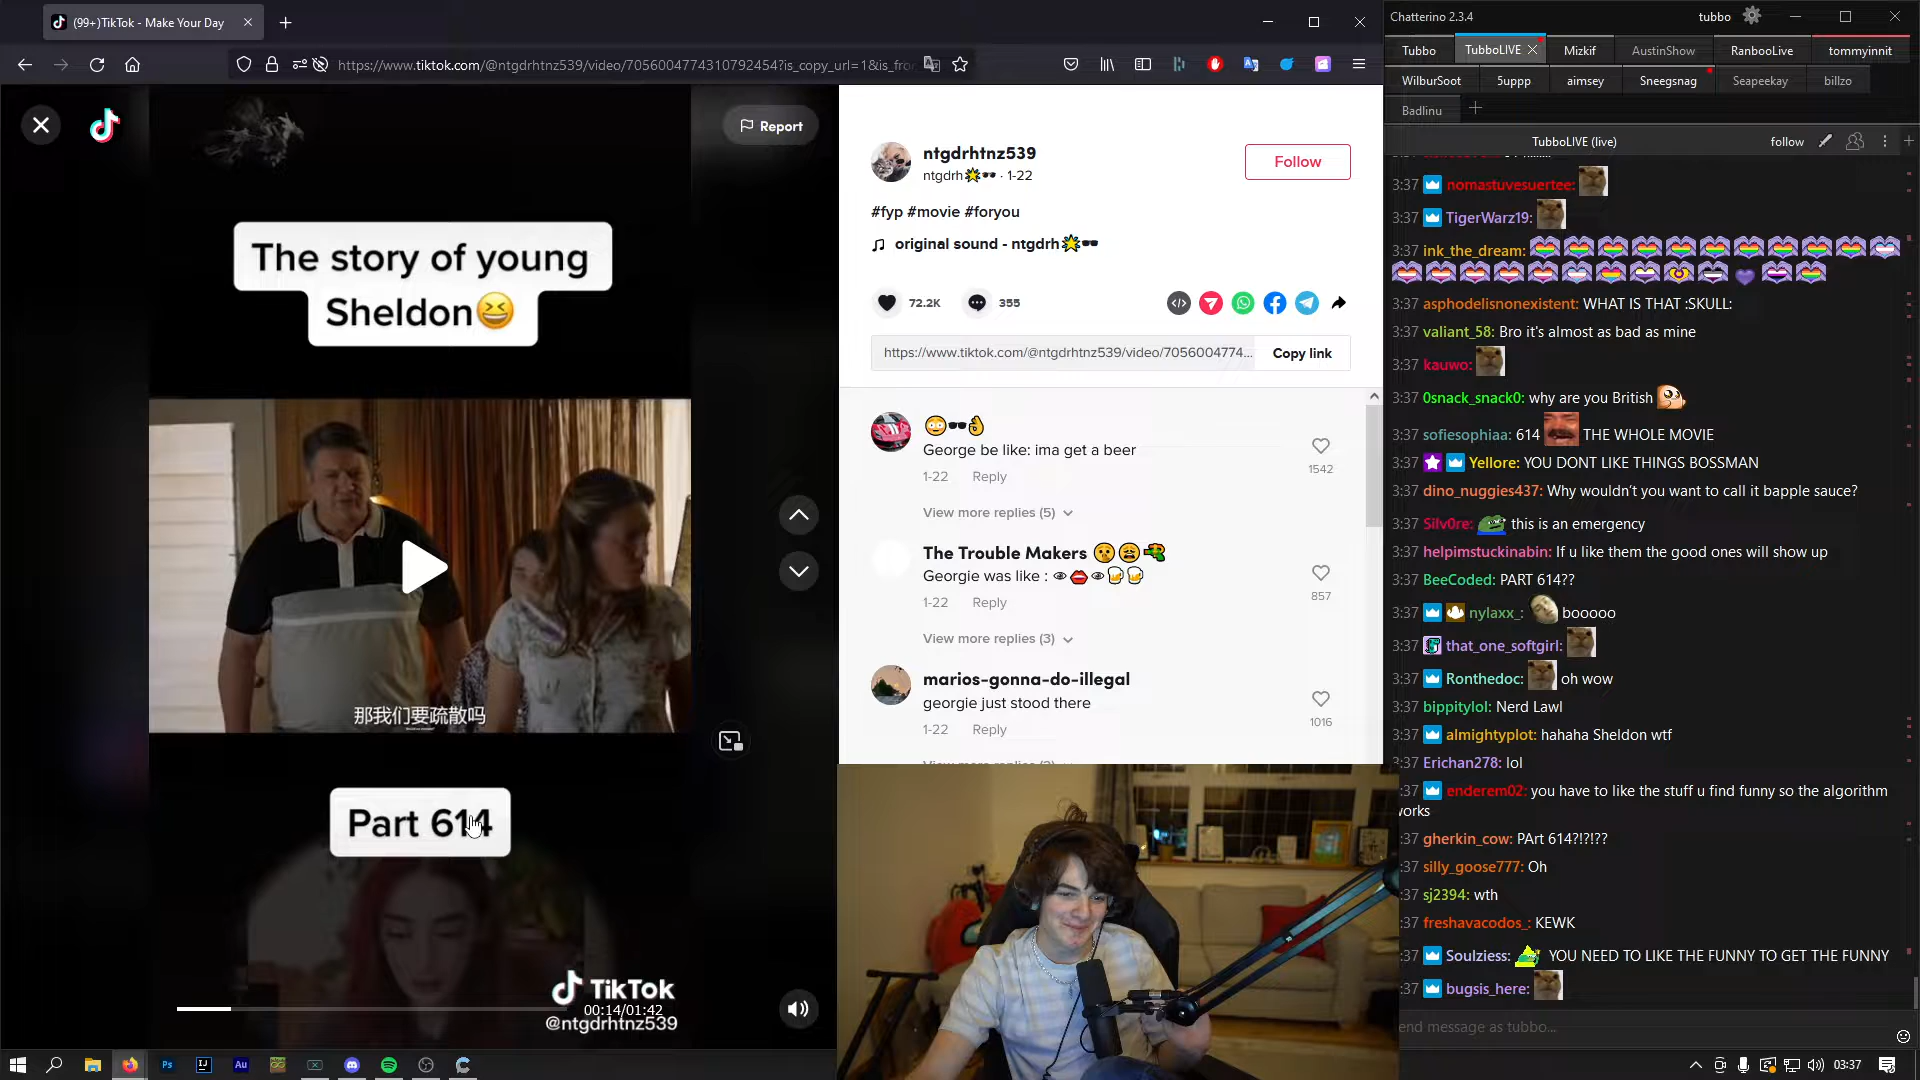 (99+)TikTok - Make Your Day
https://www.tiktok.com/@ntgdrhtnz539/video/7056004774310792454?is_copy_url=1&is_fro
Report
The story of young
Sheldon😆
那我们要疏散吗
Part 614
TikTok
00:14/01:42
@ntgdrhtnz539
ntgdrhtnz539
ntgdrh🌟🕶️ · 1-22
Follow
#fyp #movie #foryou
original sound - ntgdrh🌟🕶️
72.2K
355
https://www.tiktok.com/@ntgdrhtnz539/video/7056004774...
Copy link
😳🕶️👌
George be like: ima get a beer
1-22 Reply
1542
View more replies (5)
The Trouble Makers 🤫😩🔫
Georgie was like : 👁👄👁🍺🍺
1-22 Reply
857
View more replies (3)
marios-gonna-do-illegal
georgie just stood there
1-22 Reply
1016
Chatterino 2.3.4
tubbo
Tubbo
TubboLIVE
Mizkif
AustinShow
RanbooLive
tommyinnit
WilburSoot
5uppp
aimsey
Sneegsnag
Seapeekay
billzo
Badlinu
TubboLIVE (live)
follow
3:37 nomastuvesuertee:
3:37 TigerWarz19:
3:37 ink_the_dream:
3:37 asphodelisnonexistent: WHAT IS THAT :SKULL:
3:37 valiant_58: Bro it's almost as bad as mine
3:37 kauwo:
3:37 0snack_snack0: why are you British
3:37 sofiesophiaa: 614 THE WHOLE MOVIE
3:37 Yellore: YOU DONT LIKE THINGS BOSSMAN
3:37 dino_nuggies437: Why wouldn't you want to call it bapple sauce?
3:37 Silv0re: this is an emergency
3:37 helpimstuckinabin: If u like them the good ones will show up
3:37 BeeCoded: PART 614??
3:37 nylaxx_: booooo
3:37 that_one_softgirl:
3:37 Ronthedoc: oh wow
3:37 bippitylol: Nerd Lawl
3:37 almightyplot: hahaha Sheldon wtf
3:37 Erichan278: lol
:37 enderem02: you have to like the stuff u find funny so the algorithm
works
:37 gherkin_cow: PArt 614?!?!??
:37 silly_goose777: Oh
:37 sj2394: wth
:37 freshavacodos_: KEWK
:37 Soulziess: YOU NEED TO LIKE THE FUNNY TO GET THE FUNNY
:37 bugsis_here:
end message as tubbo...
Ps
Au
03:37